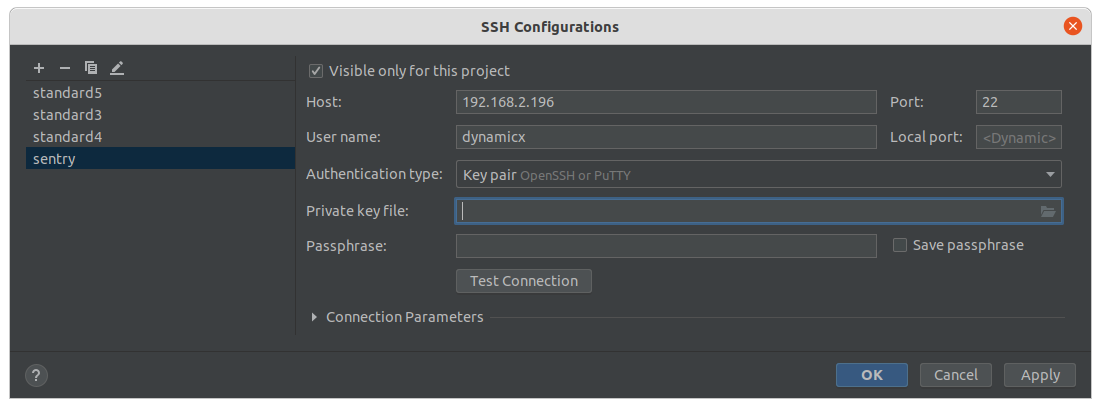 SSH Configurations
standard5
standard3
standard4
sentry
Visible only for this project
Host: 192.168.2.196 Port: 22
User name: dynamicx Local port: <Dynamic>
Authentication type: Key pair OpenSSH or PuTTY
Private key file:
Passphrase: Save passphrase
Test Connection
Connection Parameters
? OK Cancel Apply